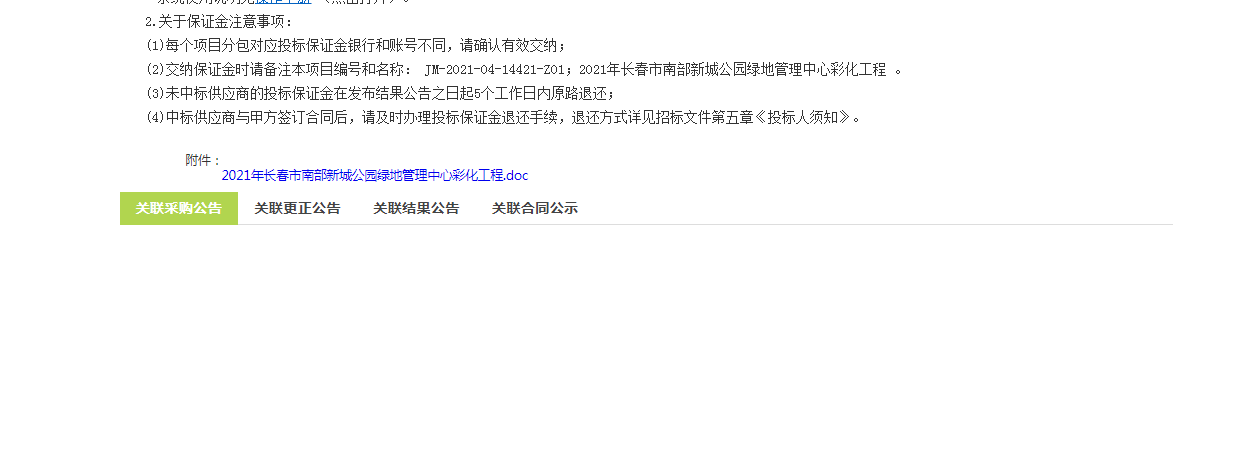 2.关于保证金注意事项：
(1)每个项目分包对应投标保证金银行和账号不同，请确认有效交纳；
(2)交纳保证金时请备注本项目编号和名称： JM-2021-04-14421-Z01；2021年长春市南部新城公园绿地管理中心彩化工程 。
(3)未中标供应商的投标保证金在发布结果公告之日起5个工作日内原路退还；
(4)中标供应商与甲方签订合同后，请及时办理投标保证金退还手续，退还方式详见招标文件第五章《投标人须知》。
附件：
2021年长春市南部新城公园绿地管理中心彩化工程.doc
关联采购公告 关联更正公告 关联结果公告 关联合同公示